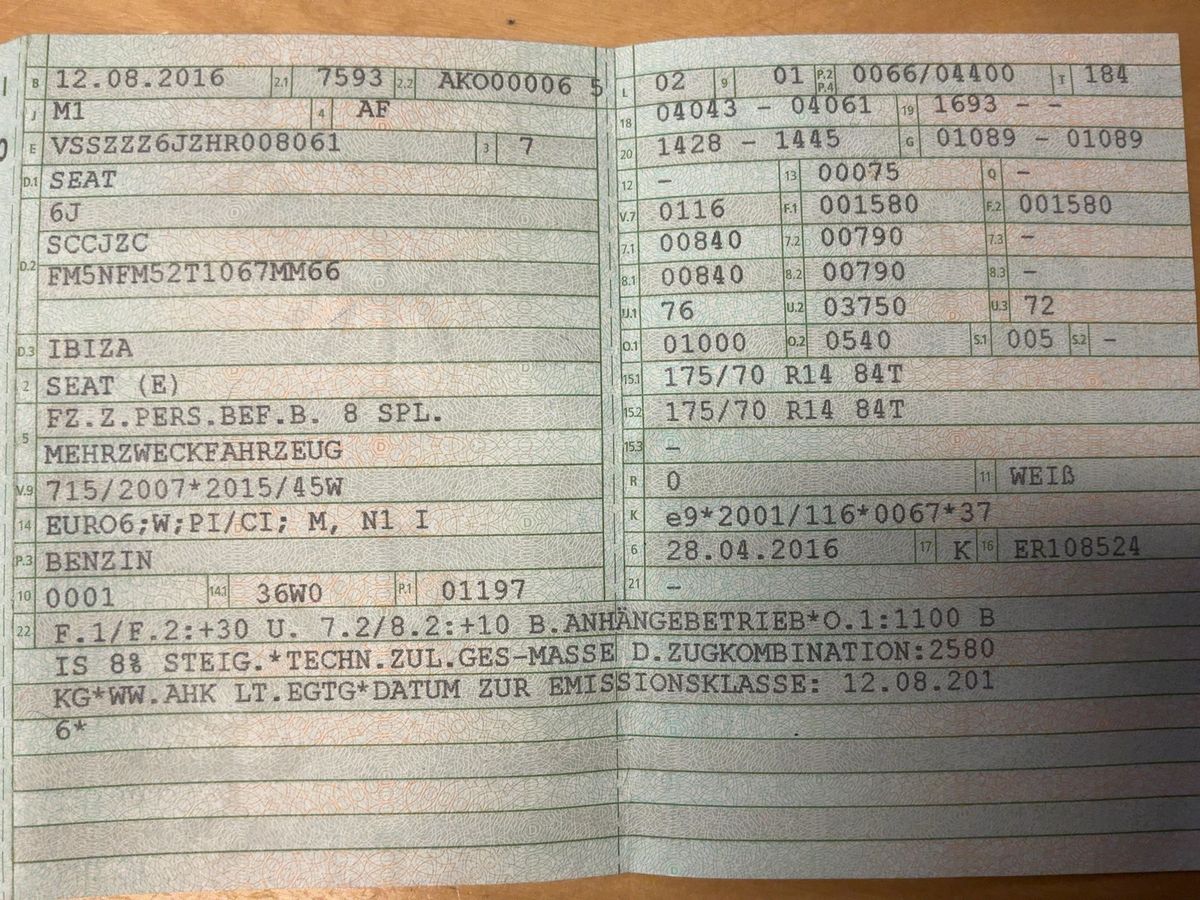 B 12.08.2016 2.1 7593 2.2 AKO00006 5
J M1 4 AF
E VSSZZZ6JZHR008061 3 7
D.1 SEAT
6J
SCCJZC
D.2 FM5NFM52T1067MM66
D.3 IBIZA
2 SEAT (E)
FZ.Z.PERS.BEF.B. 8 SPL.
5 MEHRZWECKFAHRZEUG
V.9 715/2007*2015/45W
14 EURO6;W;PI/CI; M, N1 I
P.3 BENZIN
10 0001 14.1 36W0 P.1 01197
L 02 9 01 P.2 P.4 0066/04400 T 184
18 04043 - 04061 19 1693 - -
20 1428 - 1445 G 01089 - 01089
12 - 13 00075 Q -
V.7 0116 F.1 001580 F.2 001580
7.1 00840 7.2 00790 7.3 -
8.1 00840 8.2 00790 8.3 -
U.1 76 U.2 03750 U.3 72
O.1 01000 O.2 0540 S.1 005 S.2 -
15.1 175/70 R14 84T
15.2 175/70 R14 84T
15.3 -
R 0 11 WEIß
K e9*2001/116*0067*37
6 28.04.2016 17 K 16 ER108524
21 -
22 F.1/F.2:+30 U. 7.2/8.2:+10 B.ANHÄNGEBETRIEB*O.1:1100 B
IS 8% STEIG.*TECHN.ZUL.GES-MASSE D.ZUGKOMBINATION:2580
KG*WW.AHK LT.EGTG*DATUM ZUR EMISSIONSKLASSE: 12.08.201
6*